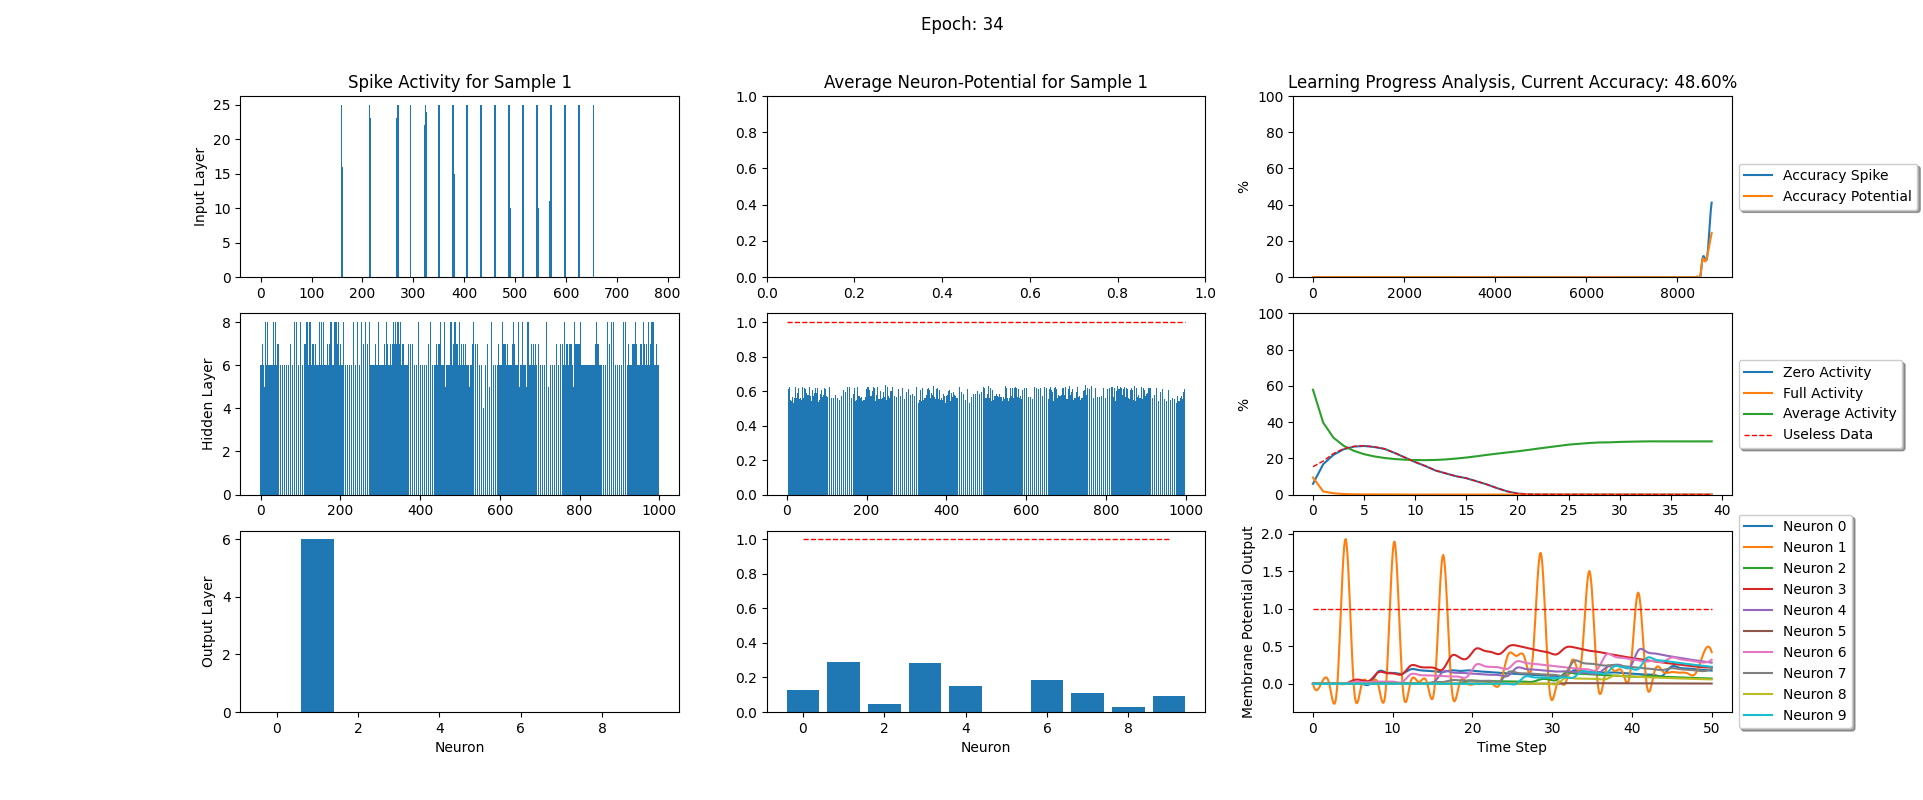 Epoch: 34
Spike Activity for Sample 1
Average Neuron-Potential for Sample 1
Learning Progress Analysis, Current Accuracy: 48.60%
Input Layer
25
20
15
10
5
0
0 100 200 300 400 500 600 700 800
1.0
0.8
0.6
0.4
0.2
0.0
0.0 0.2 0.4 0.6 0.8 1.0
%
100
80
60
40
20
0
0 2000 4000 6000 8000
Accuracy Spike
Accuracy Potential
Hidden Layer
8
6
4
2
0
0 200 400 600 800 1000
1.0
0.8
0.6
0.4
0.2
0.0
0 200 400 600 800 1000
%
100
80
60
40
20
0
0 5 10 15 20 25 30 35 40
Zero Activity
Full Activity
Average Activity
Useless Data
Output Layer
6
4
2
0
0 2 4 6 8
Neuron
1.0
0.8
0.6
0.4
0.2
0.0
0 2 4 6 8
Neuron
Membrane Potential Output
2.0
1.5
1.0
0.5
0.0
0 10 20 30 40 50
Time Step
Neuron 0
Neuron 1
Neuron 2
Neuron 3
Neuron 4
Neuron 5
Neuron 6
Neuron 7
Neuron 8
Neuron 9